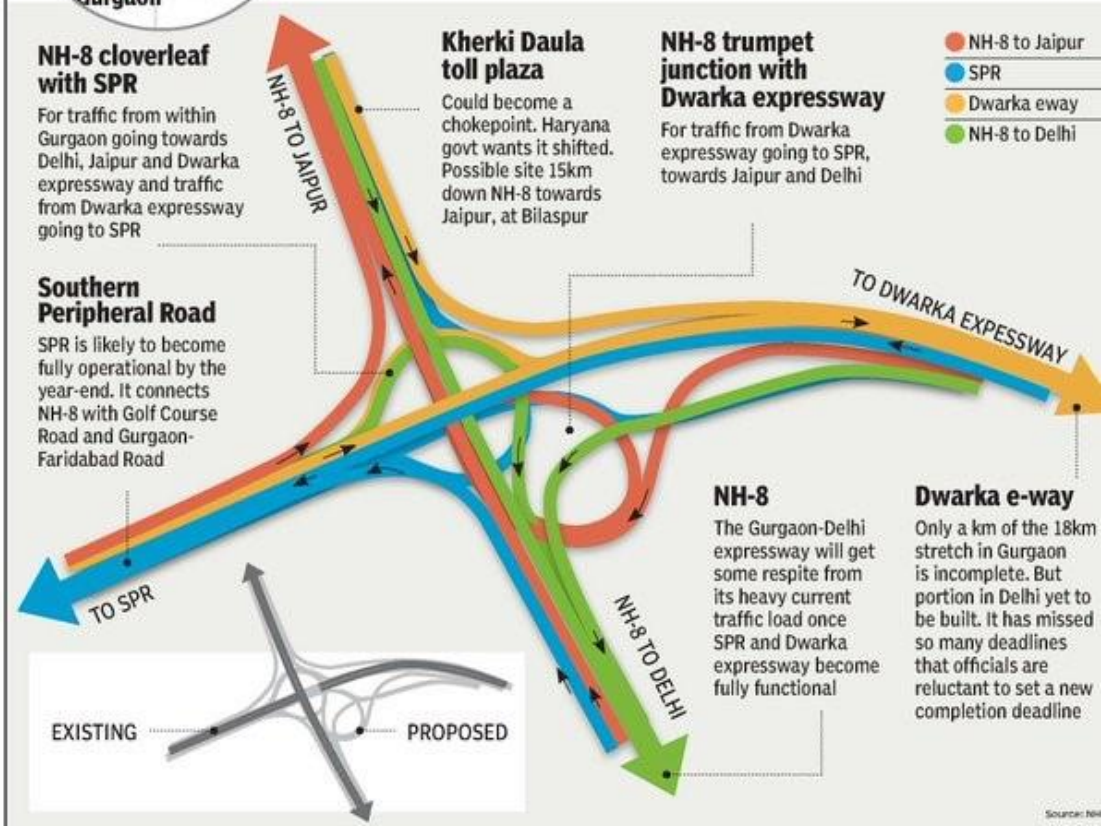 Gurgaon
NH-8 cloverleaf
with SPR
For traffic from within
Gurgaon going towards
Delhi, Jaipur and Dwarka
expressway and traffic
from Dwarka expressway
going to SPR
Kherki Daula
toll plaza
Could become a
chokepoint. Haryana
govt wants it shifted.
Possible site 15km
down NH-8 towards
Jaipur, at Bilaspur
NH-8 trumpet
junction with
Dwarka expressway
For traffic from Dwarka
expressway going to SPR,
towards Jaipur and Delhi
NH-8 to Jaipur
SPR
Dwarka eway
NH-8 to Delhi
NH-8 TO JAIPUR
Southern
Peripheral Road
SPR is likely to become
fully operational by the
year-end. It connects
NH-8 with Golf Course
Road and Gurgaon-
Faridabad Road
TO DWARKA EXPESSWAY
TO SPR
NH-8 TO DELHI
NH-8
The Gurgaon-Delhi
expressway will get
some respite from
its heavy current
traffic load once
SPR and Dwarka
expressway become
fully functional
Dwarka e-way
Only a km of the 18km
stretch in Gurgaon
is incomplete. But
portion in Delhi yet to
be built. It has missed
so many deadlines
that officials are
reluctant to set a new
completion deadline
EXISTING
PROPOSED
Source: